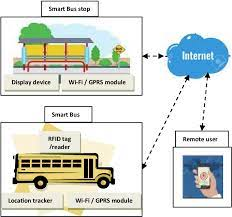 Smart Bus stop
Display device
Wi-Fi / GPRS module
Internet
Smart Bus
RFID tag
/reader
Location tracker
Wi-Fi / GPRS module
Remote user